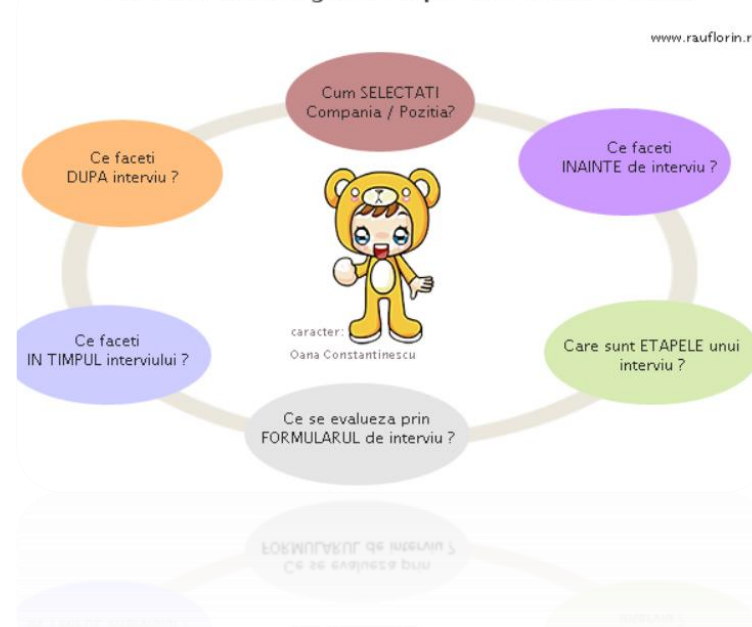 www.rauflorin.r
Cum SELECTATI
Compania / Pozitia?
Ce faceti
INAINTE de interviu ?
Care sunt ETAPELE unui
interviu ?
Ce se evalueza prin
FORMULARUL de interviu ?
Ce faceti
IN TIMPUL interviului ?
Ce faceti
DUPA interviu ?
caracter:
Oana Constantinescu